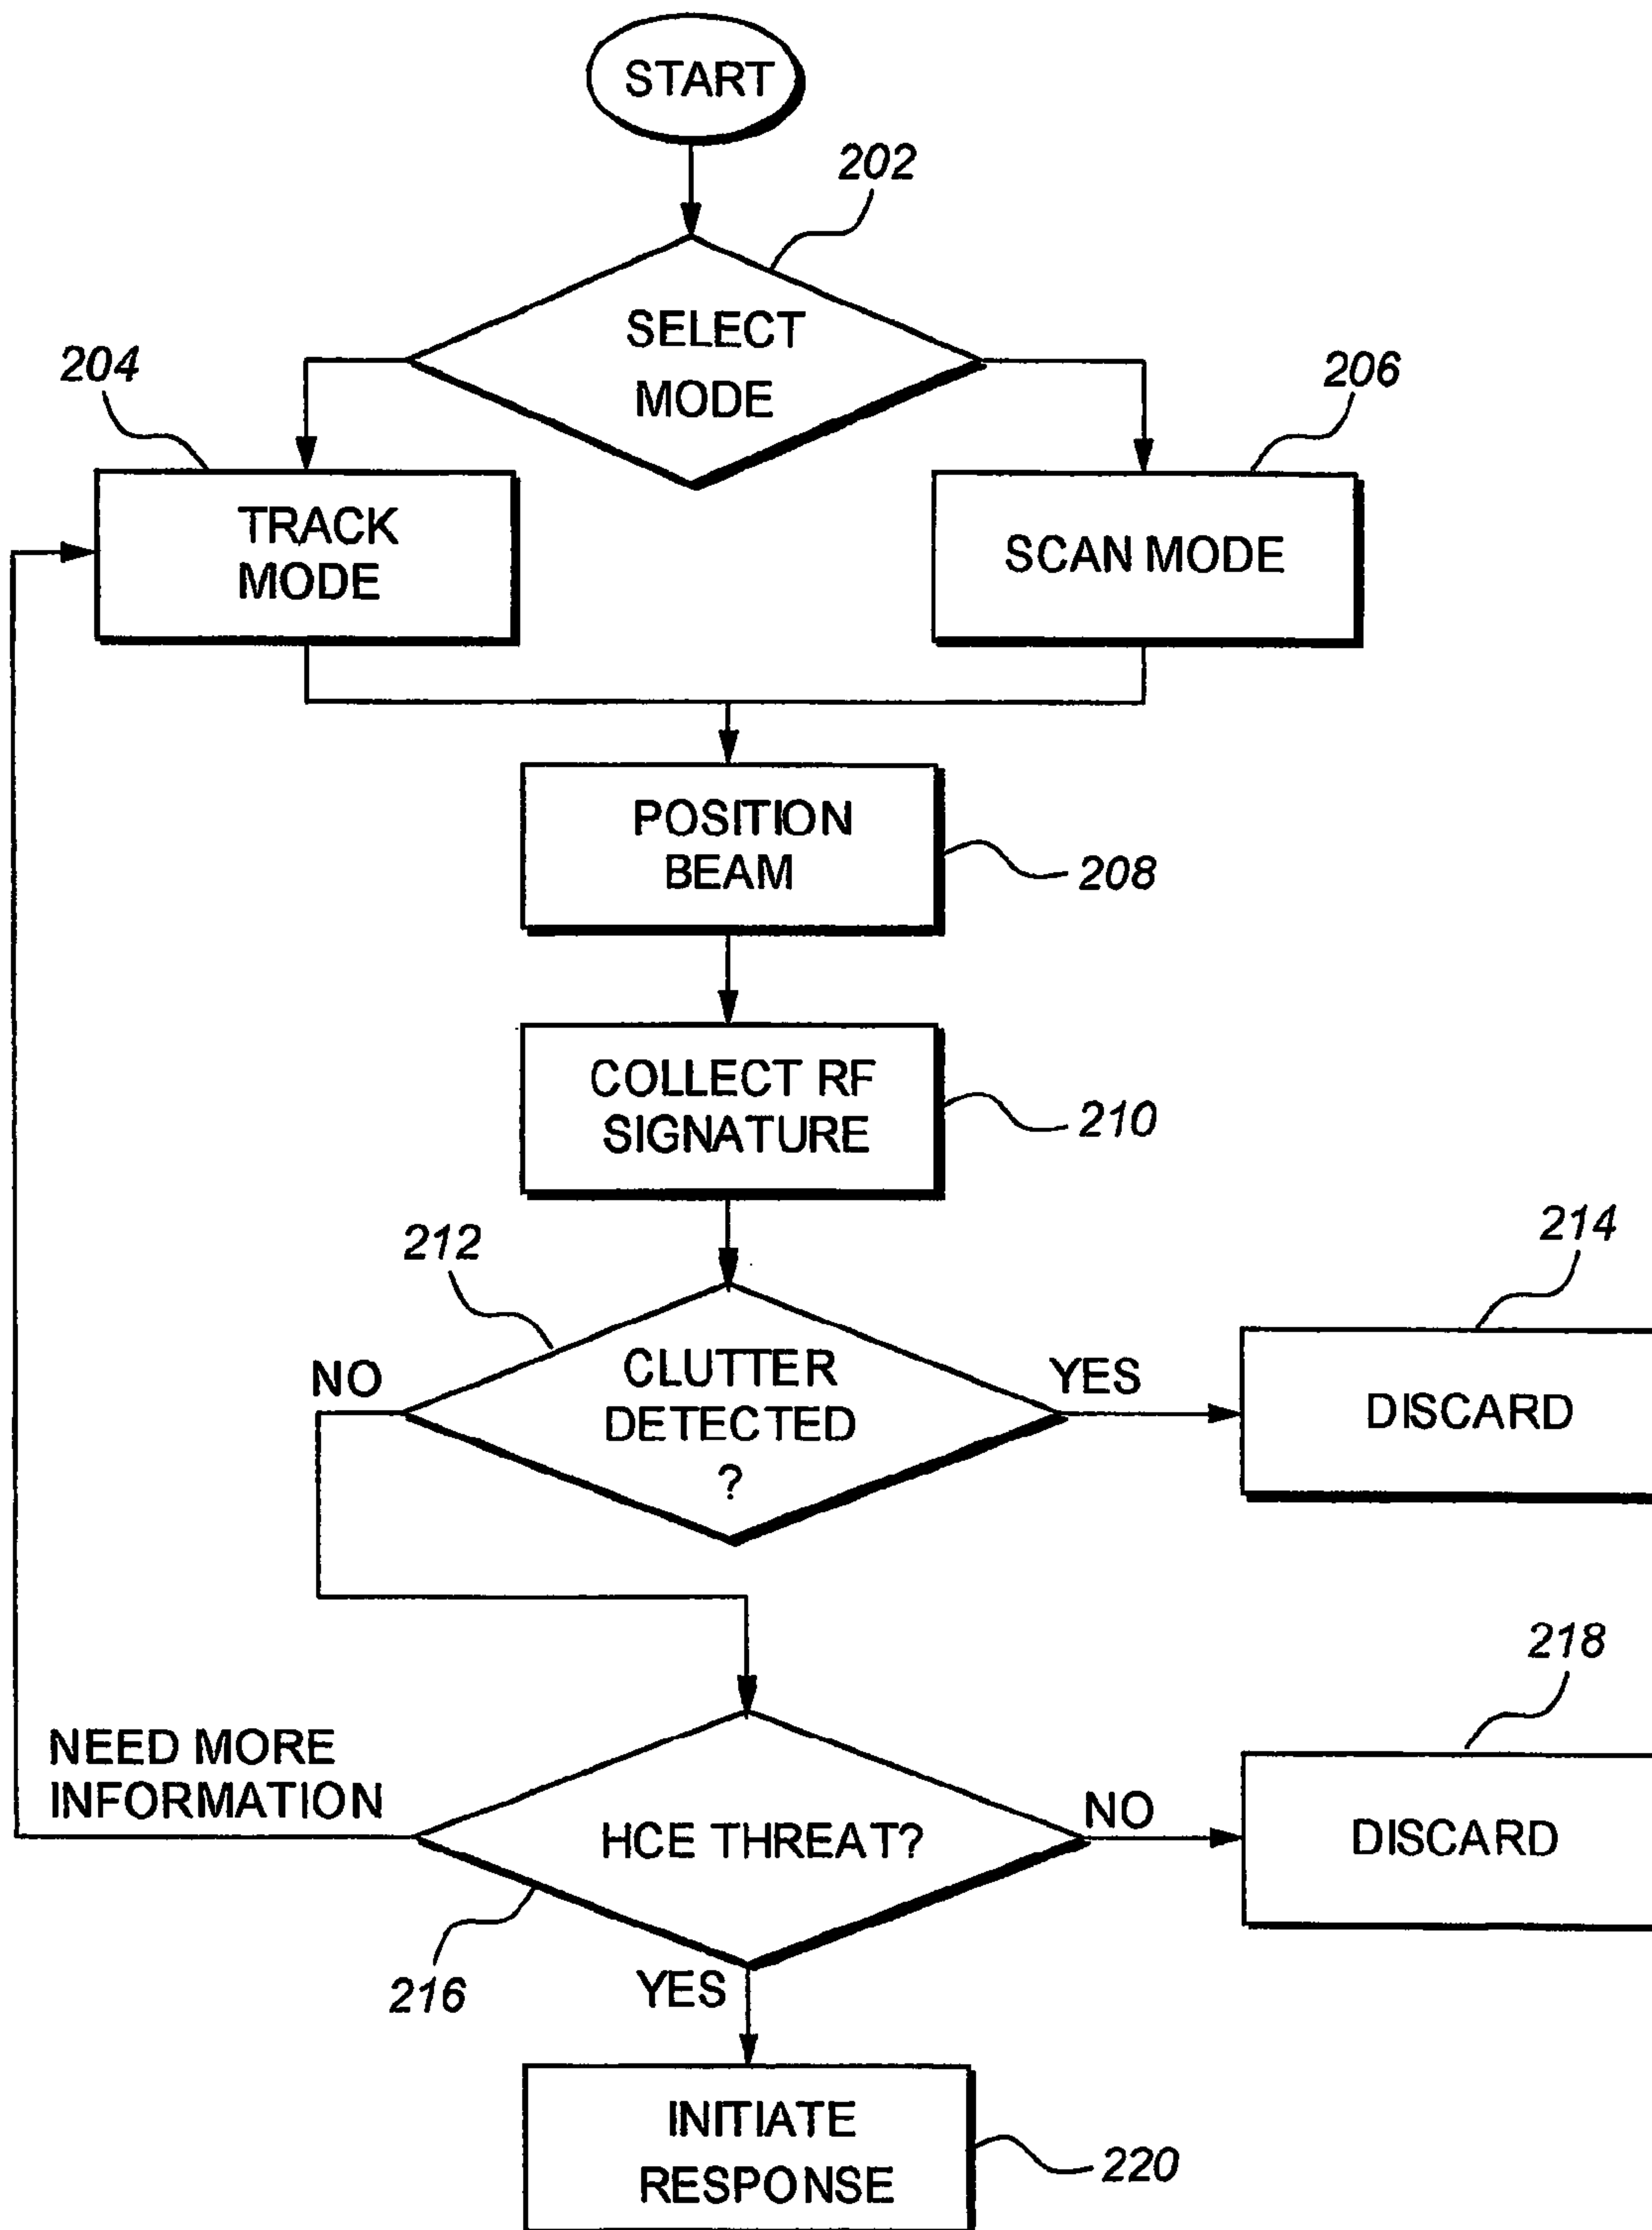 START
202
SELECT
MODE
204
206
TRACK
MODE
SCAN MODE
POSITION
BEAM
208
COLLECT RF
SIGNATURE
210
212
214
NO
CLUTTER
DETECTED
?
YES
DISCARD
218
NEED MORE
INFORMATION
HCE THREAT?
NO
DISCARD
216
YES
INITIATE
RESPONSE
220